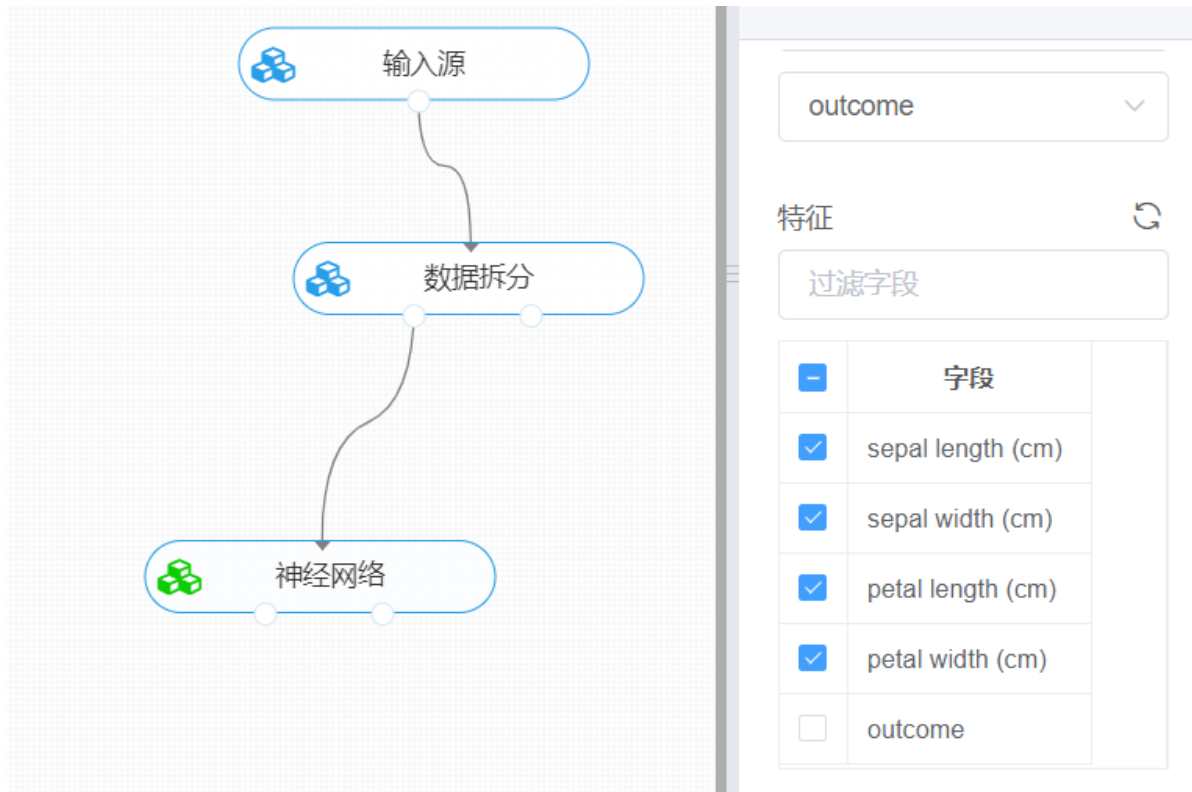 输入源
数据拆分
神经网络
outcome
特征
过滤字段
字段
sepal length (cm)
sepal width (cm)
petal length (cm)
petal width (cm)
outcome